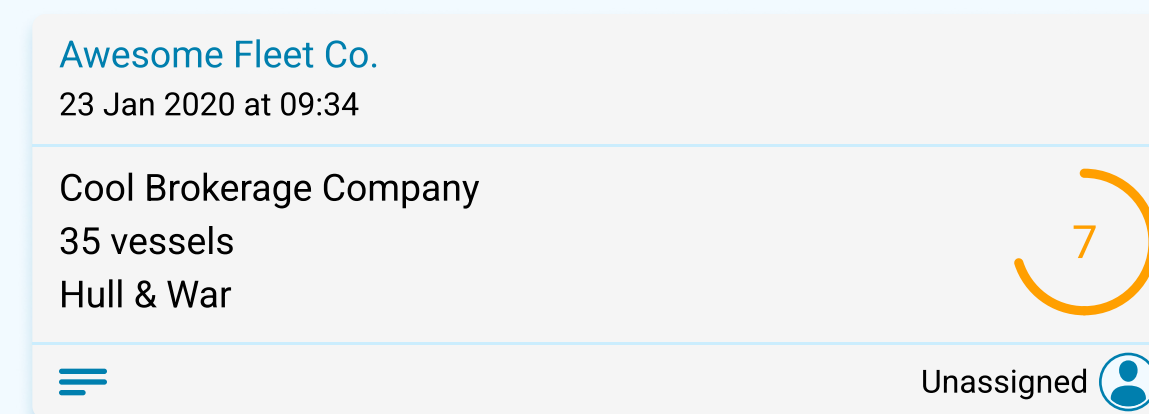 Awesome Fleet Co.
23 Jan 2020 at 09:34
Cool Brokerage Company
35 vessels
7
Hull & War
Unassigned